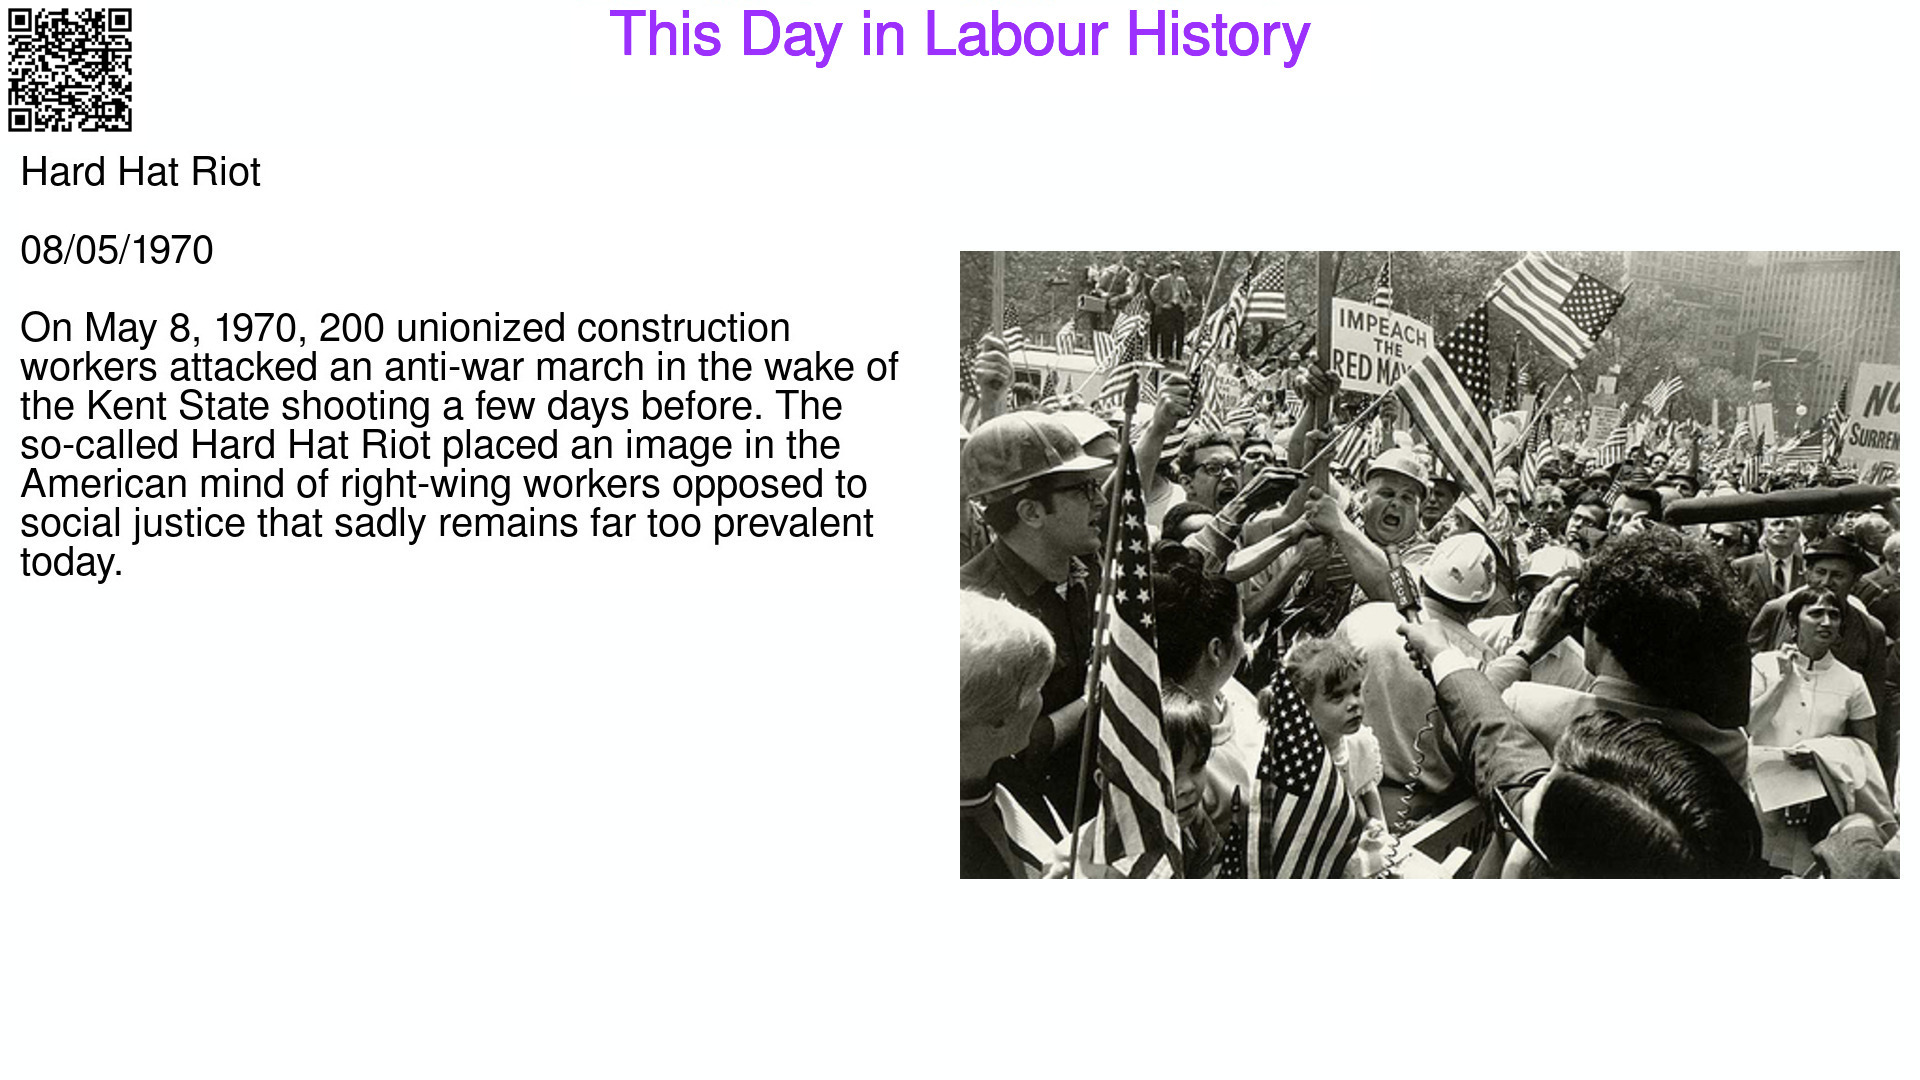 This Day in Labour History
Hard Hat Riot
08/05/1970
On May 8, 1970, 200 unionized construction
workers attacked an anti-war march in the wake of
the Kent State shooting a few days before. The
so-called Hard Hat Riot placed an image in the
American mind of right-wing workers opposed to
social justice that sadly remains far too prevalent
today.
IMPEACH
THE
RED MAY
NO
SURREN